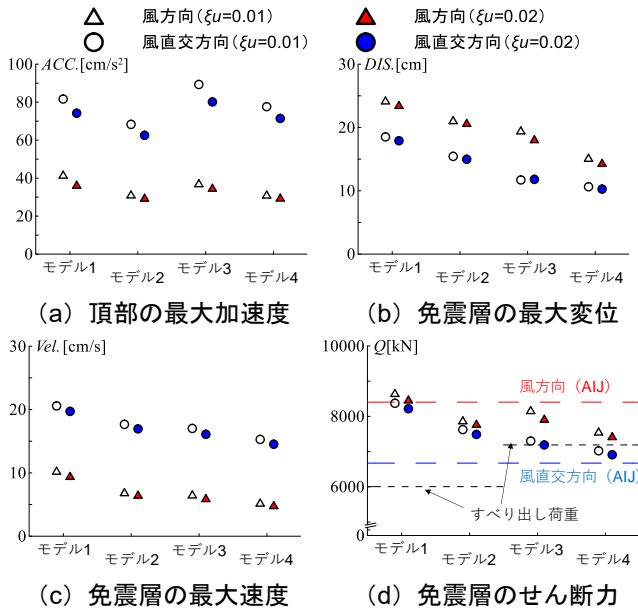 風方向(ξu=0.01) 風方向(ξu=0.02)
風直交方向(ξu=0.01) 風直交方向(ξu=0.02)
ACC.[cm/s²]
100
80
60
40
20
0
モデル1 モデル2 モデル3 モデル4
(a) 頂部の最大加速度
DIS.[cm]
30
20
10
0
モデル1 モデル2 モデル3 モデル4
(b) 免震層の最大変位
Vel.[cm/s]
30
20
10
0
モデル1 モデル2 モデル3 モデル4
(c) 免震層の最大速度
Q[kN]
10000
8000
6000
0
風方向 (AIJ)
風直交方向 (AIJ)
すべり出し荷重
モデル1 モデル2 モデル3 モデル4
(d) 免震層のせん断力